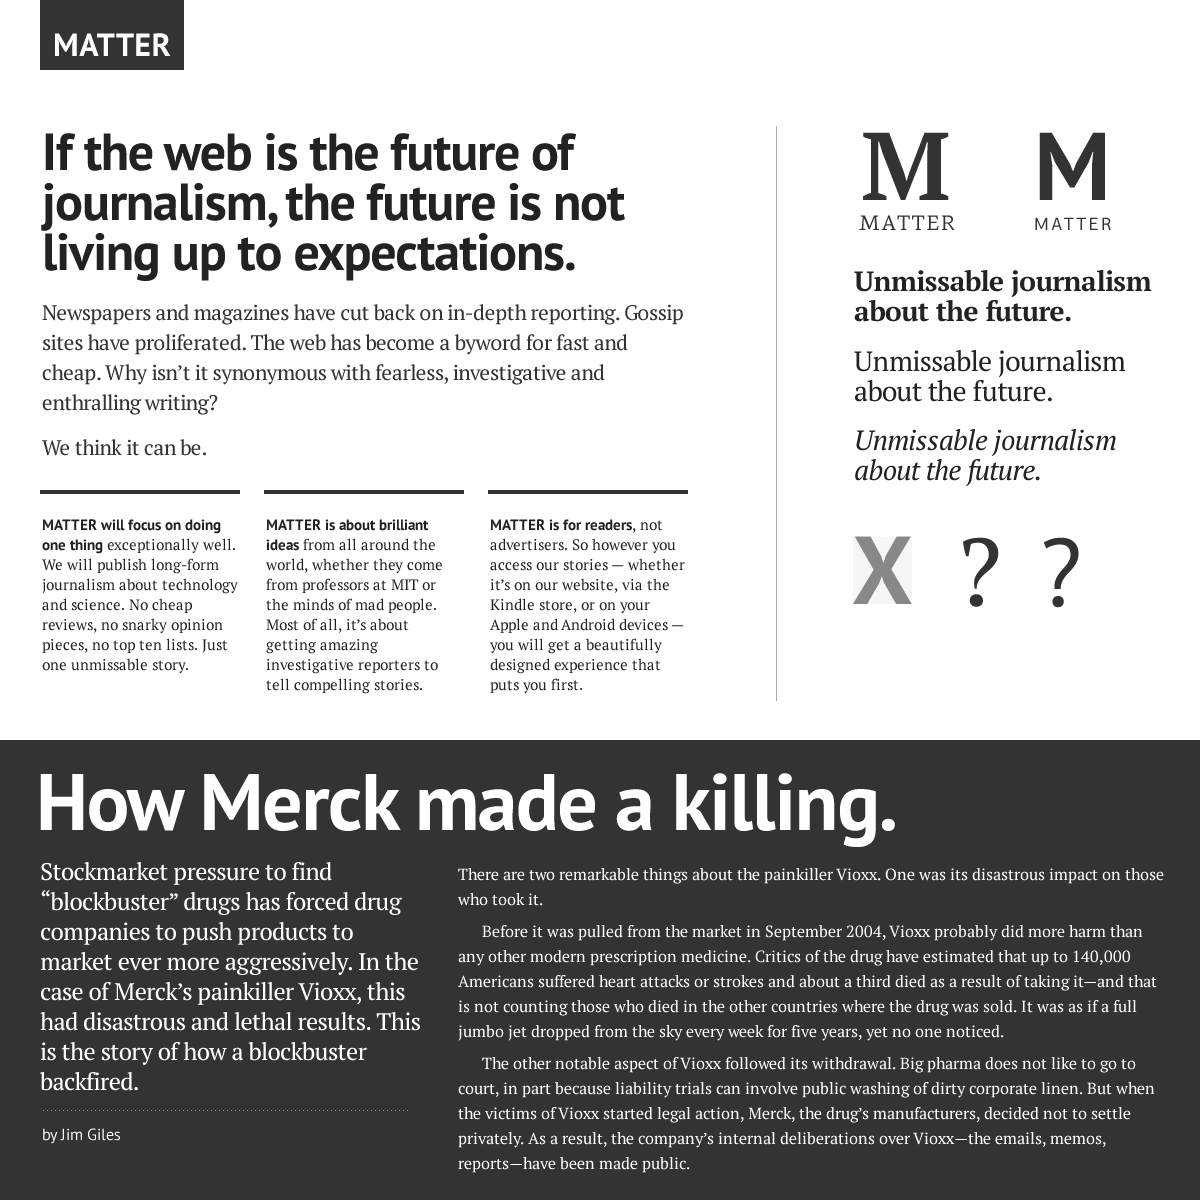 MATTER
If the web is the future of
journalism, the future is not
living up to expectations.
Newspapers and magazines have cut back on in-depth reporting. Gossip
sites have proliferated. The web has become a byword for fast and
cheap. Why isn’t it synonymous with fearless, investigative and
enthralling writing?
We think it can be.
MATTER will focus on doing
one thing exceptionally well.
We will publish long-form
journalism about technology
and science. No cheap
reviews, no snarky opinion
pieces, no top ten lists. Just
one unmissable story.
MATTER is about brilliant
ideas from all around the
world, whether they come
from professors at MIT or
the minds of mad people.
Most of all, it’s about
getting amazing
investigative reporters to
tell compelling stories.
MATTER is for readers, not
advertisers. So however you
access our stories — whether
it’s on our website, via the
Kindle store, or on your
Apple and Android devices —
you will get a beautifully
designed experience that
puts you first.
M M
MATTER MATTER
Unmissable journalism
about the future.
Unmissable journalism
about the future.
Unmissable journalism
about the future.
X ? ?
How Merck made a killing.
Stockmarket pressure to find
“blockbuster” drugs has forced drug
companies to push products to
market ever more aggressively. In the
case of Merck’s painkiller Vioxx, this
had disastrous and lethal results. This
is the story of how a blockbuster
backfired.
by Jim Giles
There are two remarkable things about the painkiller Vioxx. One was its disastrous impact on those
who took it.
Before it was pulled from the market in September 2004, Vioxx probably did more harm than
any other modern prescription medicine. Critics of the drug have estimated that up to 140,000
Americans suffered heart attacks or strokes and about a third died as a result of taking it—and that
is not counting those who died in the other countries where the drug was sold. It was as if a full
jumbo jet dropped from the sky every week for five years, yet no one noticed.
The other notable aspect of Vioxx followed its withdrawal. Big pharma does not like to go to
court, in part because liability trials can involve public washing of dirty corporate linen. But when
the victims of Vioxx started legal action, Merck, the drug’s manufacturers, decided not to settle
privately. As a result, the company’s internal deliberations over Vioxx—the emails, memos,
reports—have been made public.